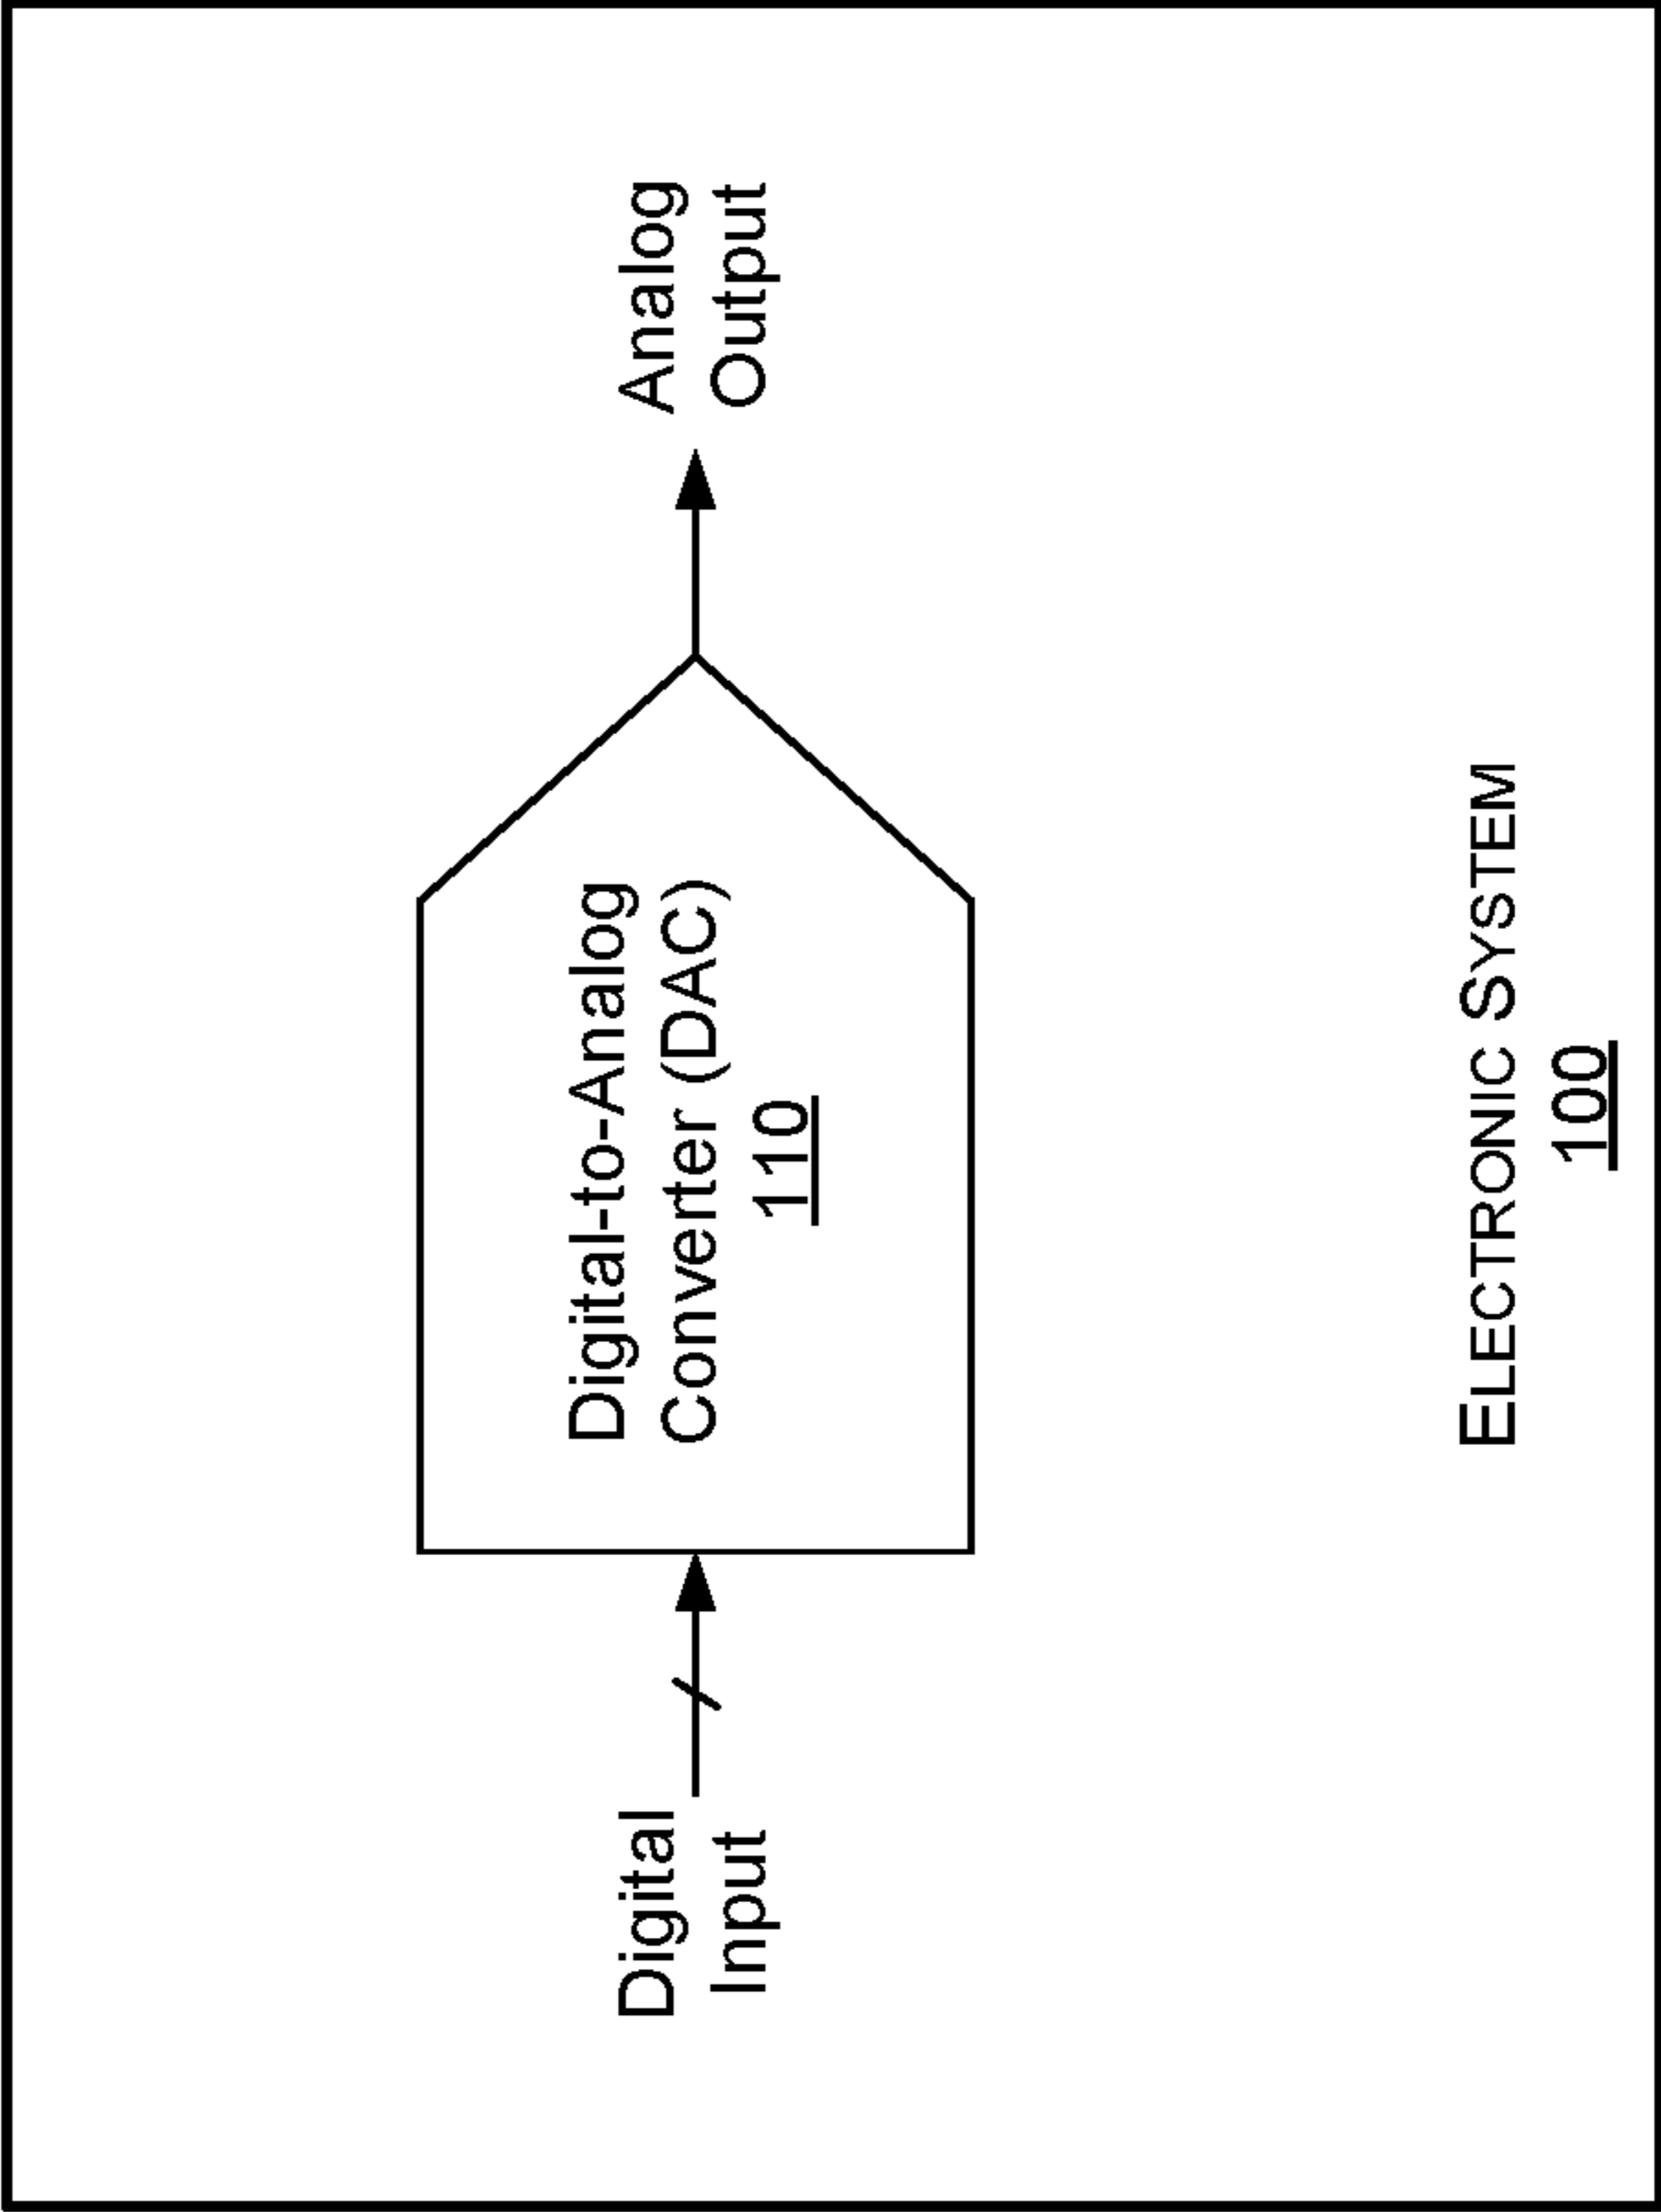 Digital
Input
Digital-to-Analog
Converter (DAC)
110
Analog
Output
ELECTRONIC SYSTEM
100